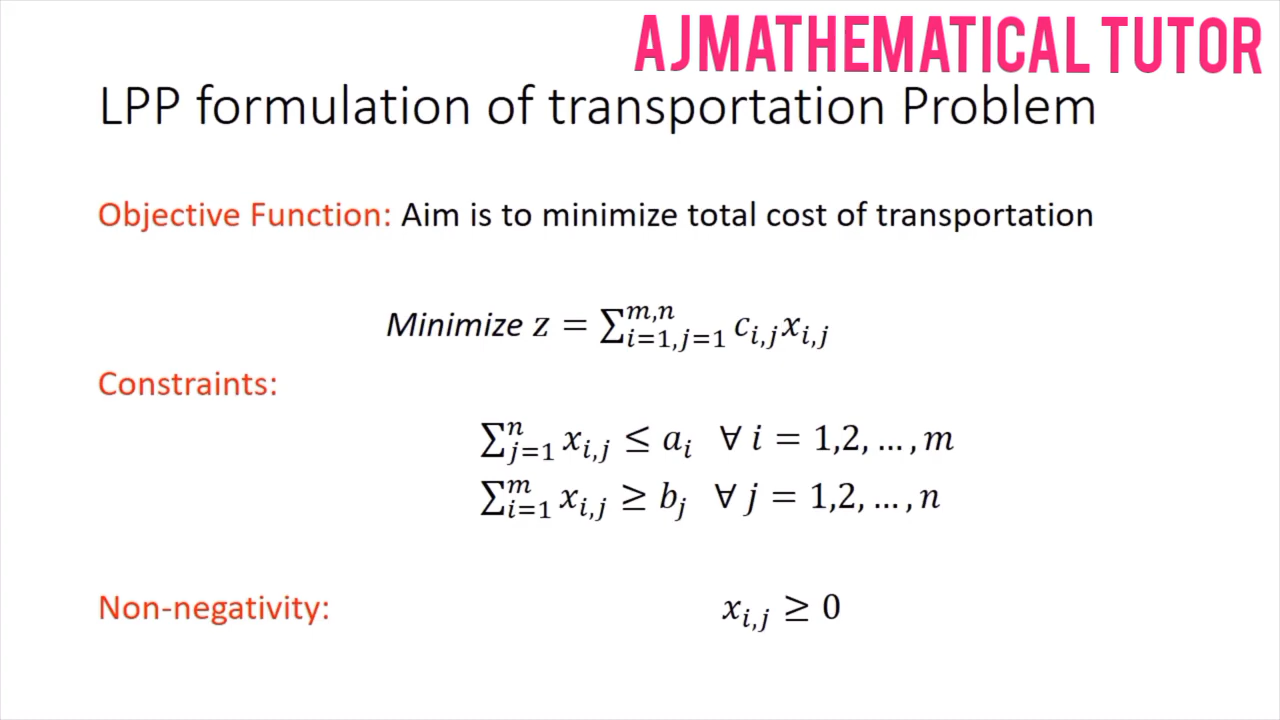 AJMATHEMATICAL TUTOR
LPP formulation of transportation Problem
Objective Function: Aim is to minimize total cost of transportation
Minimize z = ∑_{i=1,j=1}^{m,n} c_{i,j} x_{i,j}
Constraints:
∑_{j=1}^{n} x_{i,j} ≤ a_i ∀ i = 1,2, … , m
∑_{i=1}^{m} x_{i,j} ≥ b_j ∀ j = 1,2, … , n
Non-negativity: x_{i,j} ≥ 0